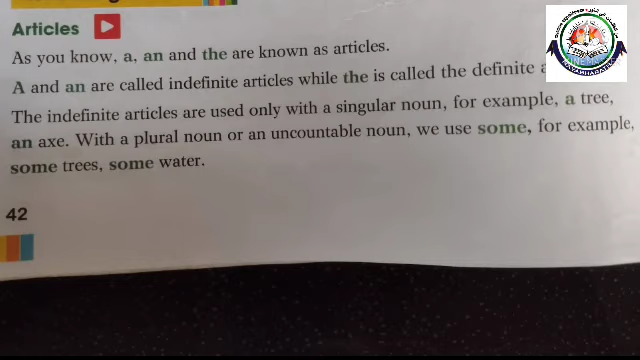 Articles
As you know, a, an and the are known as articles.
A and an are called indefinite articles while the is called the definite a
The indefinite articles are used only with a singular noun, for example, a tree,
an axe. With a plural noun or an uncountable noun, we use some, for example,
some trees, some water.
42